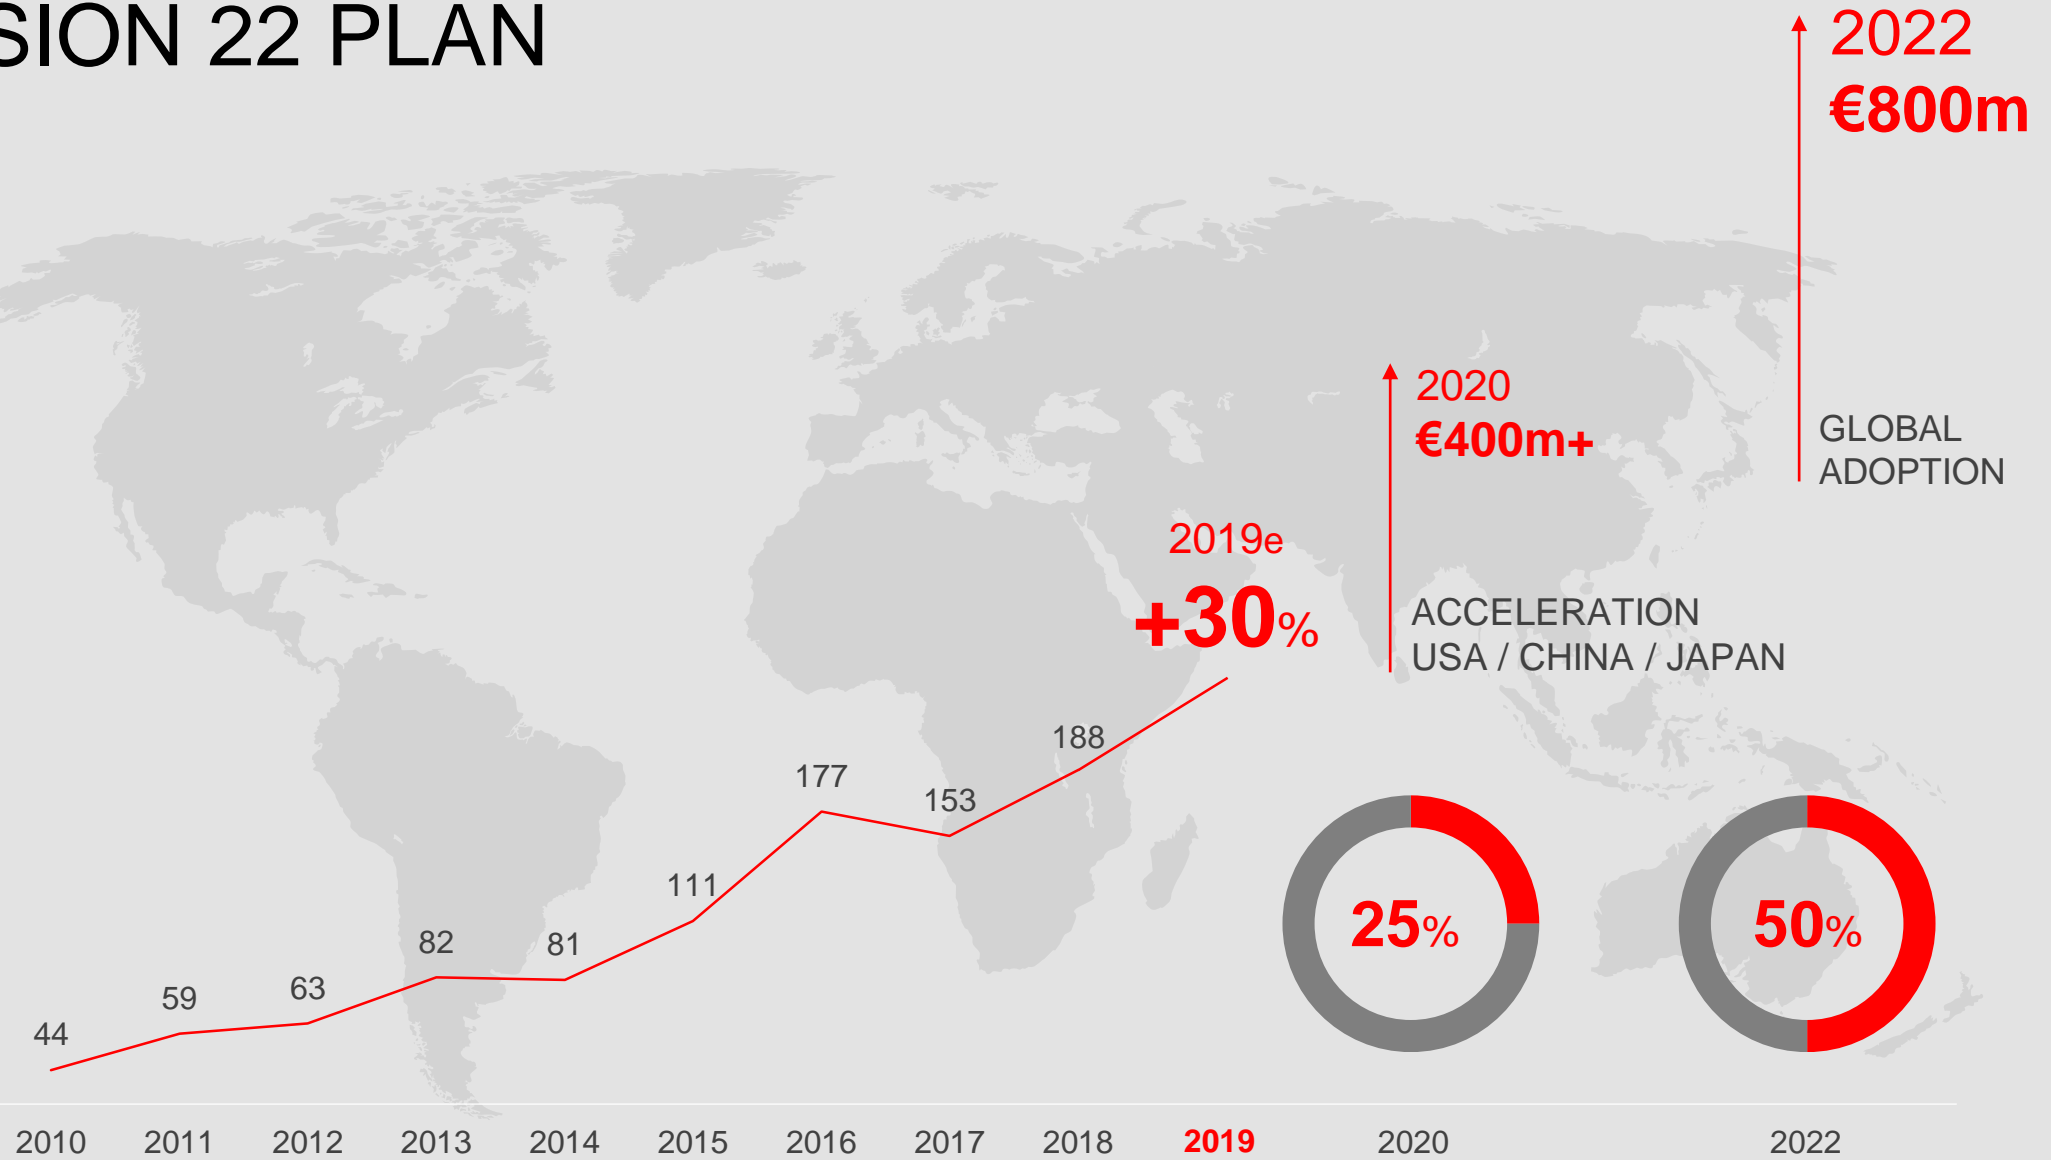 SION 22 PLAN
2022
€800m
2020
€400m+
GLOBAL
ADOPTION
2019e
+30%
ACCELERATION
USA / CHINA / JAPAN
44
59
63
82
81
111
177
153
188
25%
50%
2010 2011 2012 2013 2014 2015 2016 2017 2018 2019 2020 2022